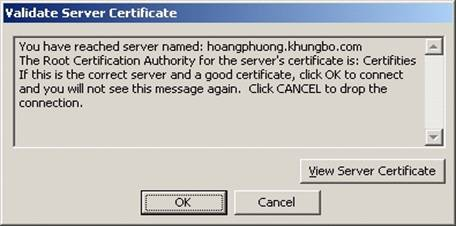 Validate Server Certificate
You have reached server named: hoangphuong.khungbo.com
The Root Certification Authority for the server's certificate is: Certifities
If this is the correct server and a good certificate, click OK to connect
and you will not see this message again. Click CANCEL to drop the
connection.
View Server Certificate
OK
Cancel